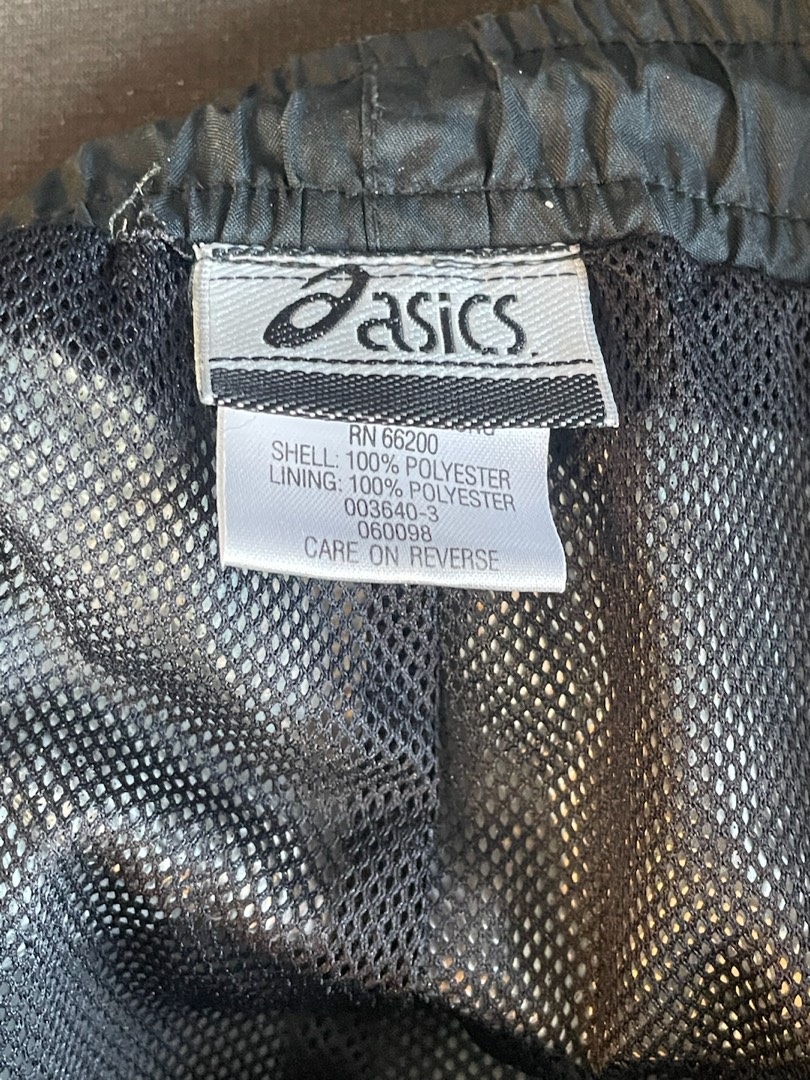 asics.
RN 66200
SHELL: 100% POLYESTER
LINING: 100% POLYESTER
003640-3
060098
CARE ON REVERSE